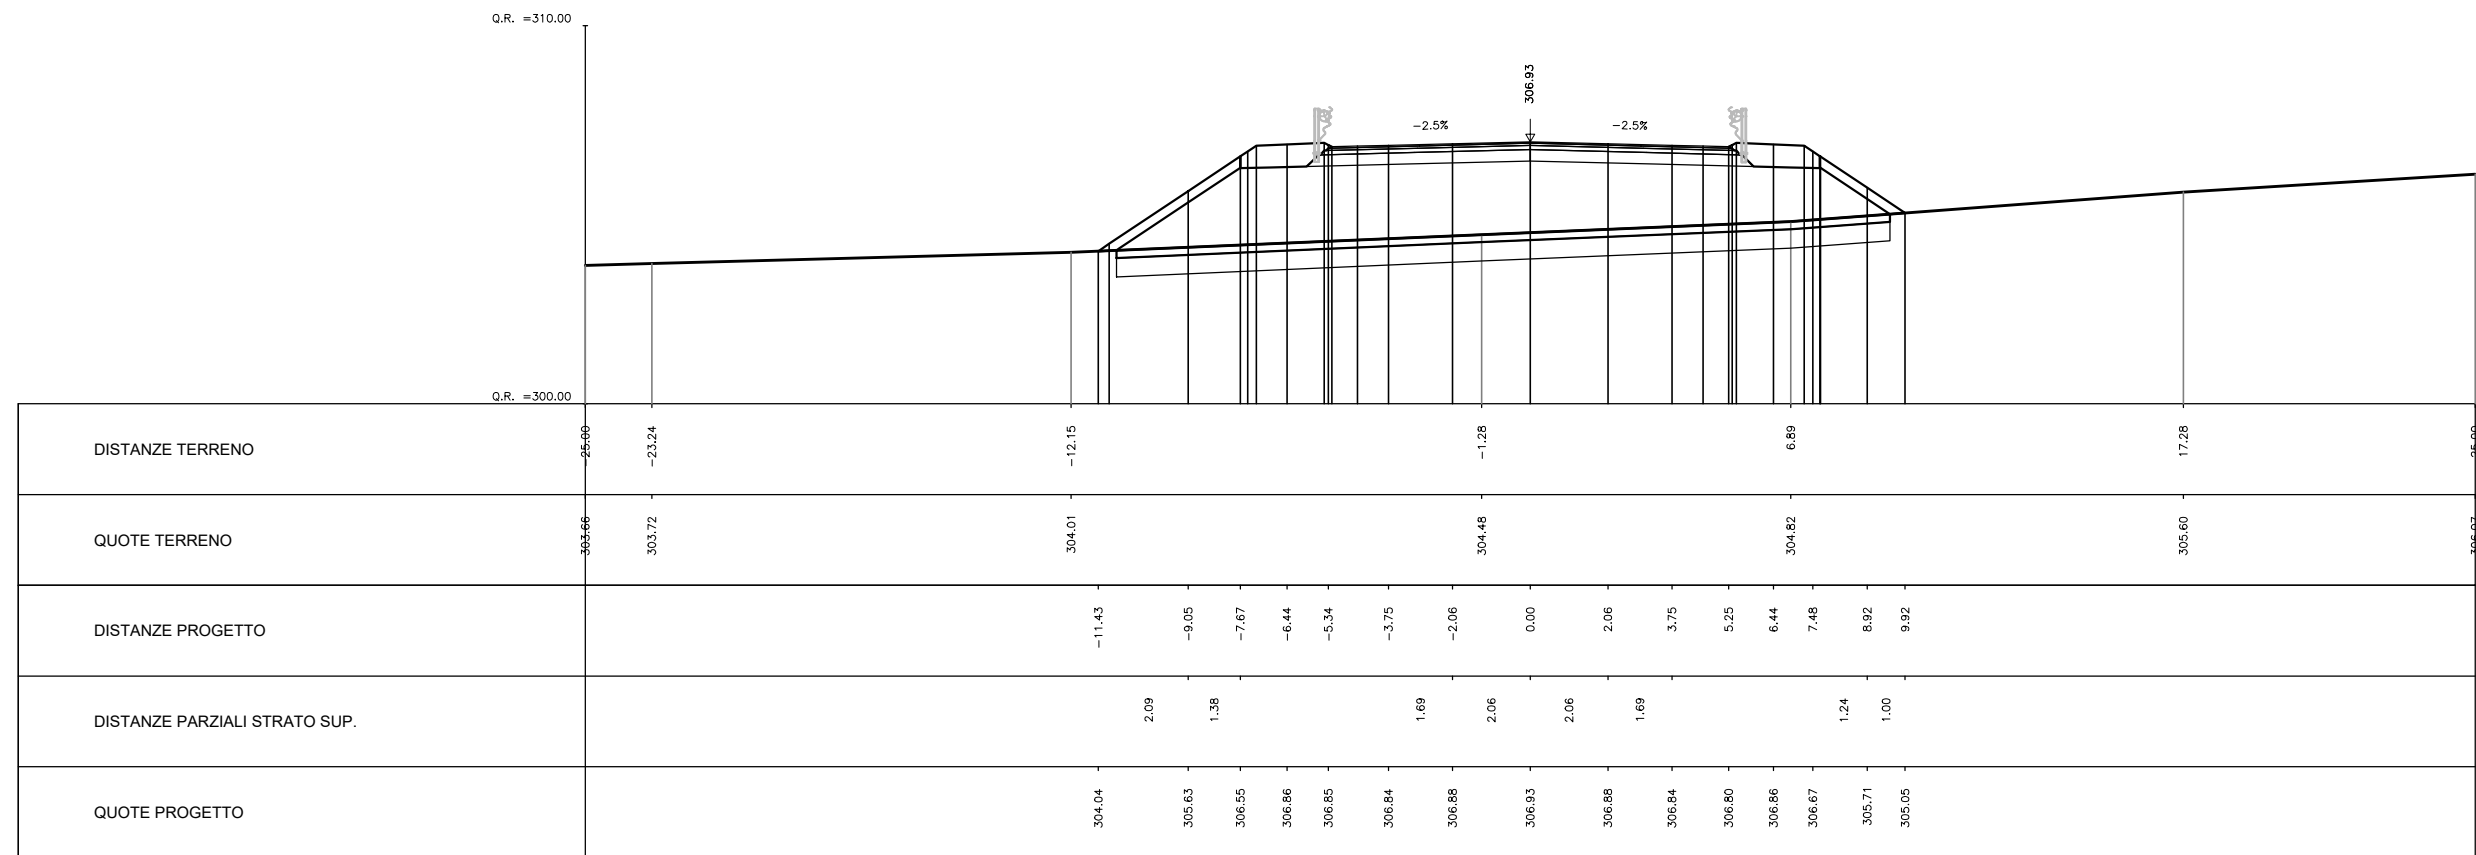 Q.R. =310.00
306.93
-2.5% -2.5%
Q.R. =300.00
DISTANZE TERRENO -25.00 -23.24 -12.15 -1.28 6.89 17.28
QUOTE TERRENO 303.66 303.72 304.01 304.48 304.82 305.60
DISTANZE PROGETTO -11.43 -9.05 -7.67 -6.44 -5.34 -3.75 -2.06 0.00 2.06 3.75 5.25 6.44 7.48 8.92 9.92
DISTANZE PARZIALI STRATO SUP. 2.09 1.38 1.69 2.06 2.06 1.69 1.24 1.00
QUOTE PROGETTO 304.04 305.63 306.55 306.86 306.85 306.84 306.88 306.93 306.88 306.84 306.80 306.86 306.67 305.71 305.05